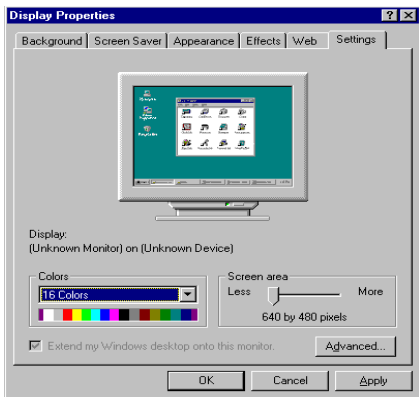 Display Properties
Background Screen Saver Appearance Effects Web Settings
Display:
(Unknown Monitor) on (Unknown Device)
Colors
16 Colors
Screen area
Less More
640 by 480 pixels
Extend my Windows desktop onto this monitor.
Advanced...
OK Cancel Apply